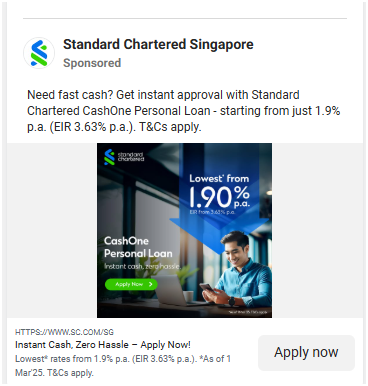 Standard Chartered Singapore
Sponsored
Need fast cash? Get instant approval with Standard
Chartered CashOne Personal Loan - starting from just 1.9%
p.a. (EIR 3.63% p.a.). T&Cs apply.
standard
chartered
Lowest* from
1.90%
p.a.
EIR from 3.63% p.a.
CashOne
Personal Loan
Instant cash, zero hassle.
Apply Now >
HTTPS://WWW.SC.COM/SG
Instant Cash, Zero Hassle – Apply Now!
Lowest* rates from 1.9% p.a. (EIR 3.63% p.a.). *As of 1
Mar'25. T&Cs apply.
Apply now